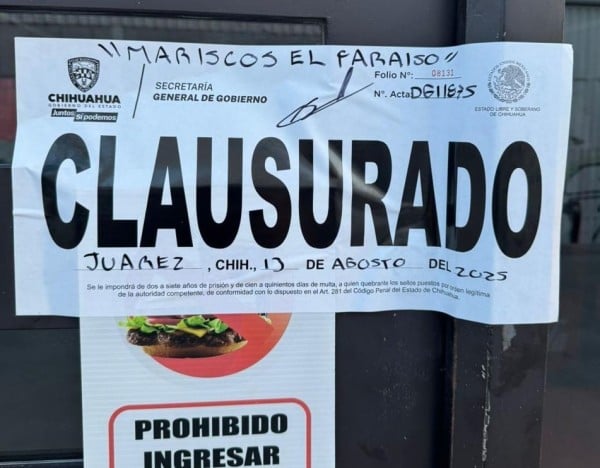 "MARISCOS EL PARAISO"
CHIHUAHUA
GOBIERNO DEL ESTADO
Juntos Sí podemos
SECRETARÍA
GENERAL DE GOBIERNO
Folio Nº: 08131
Nº. Acta DG11875
ESTADO LIBRE Y SOBERANO
DE CHIHUAHUA
CLAUSURADO
JUAREZ, CHIH., 13 DE AGOSTO DEL 2025
Se le impondrá de dos a siete años de prisión y de cien a quinientos días de multa, a quien quebrante los sellos puestos por orden legítima
de la autoridad competente, de conformidad con lo dispuesto en el Art. 281 del Código Penal del Estado de Chihuahua.
PROHIBIDO
INGRESAR